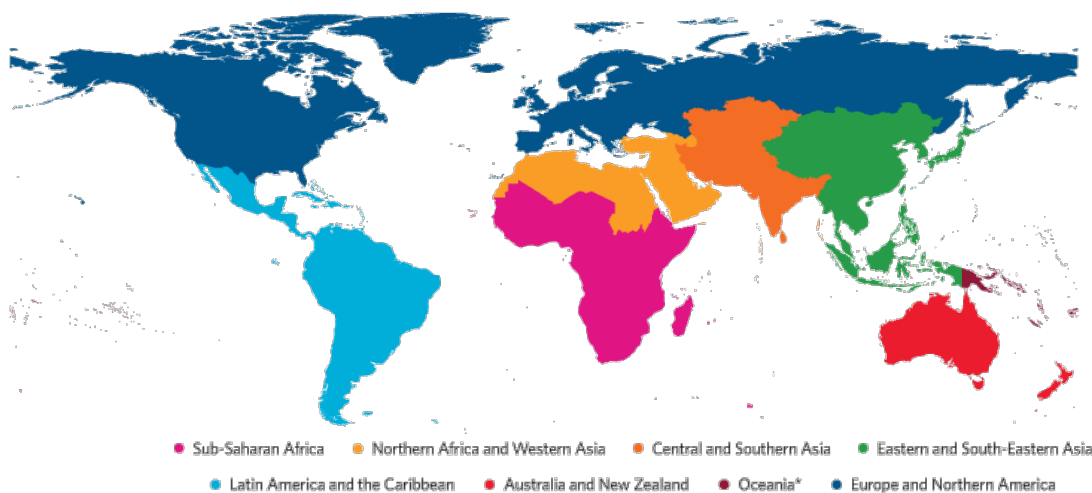 Sub-Saharan Africa Northern Africa and Western Asia Central and Southern Asia Eastern and South-Eastern Asia
Latin America and the Caribbean Australia and New Zealand Oceania* Europe and Northern America